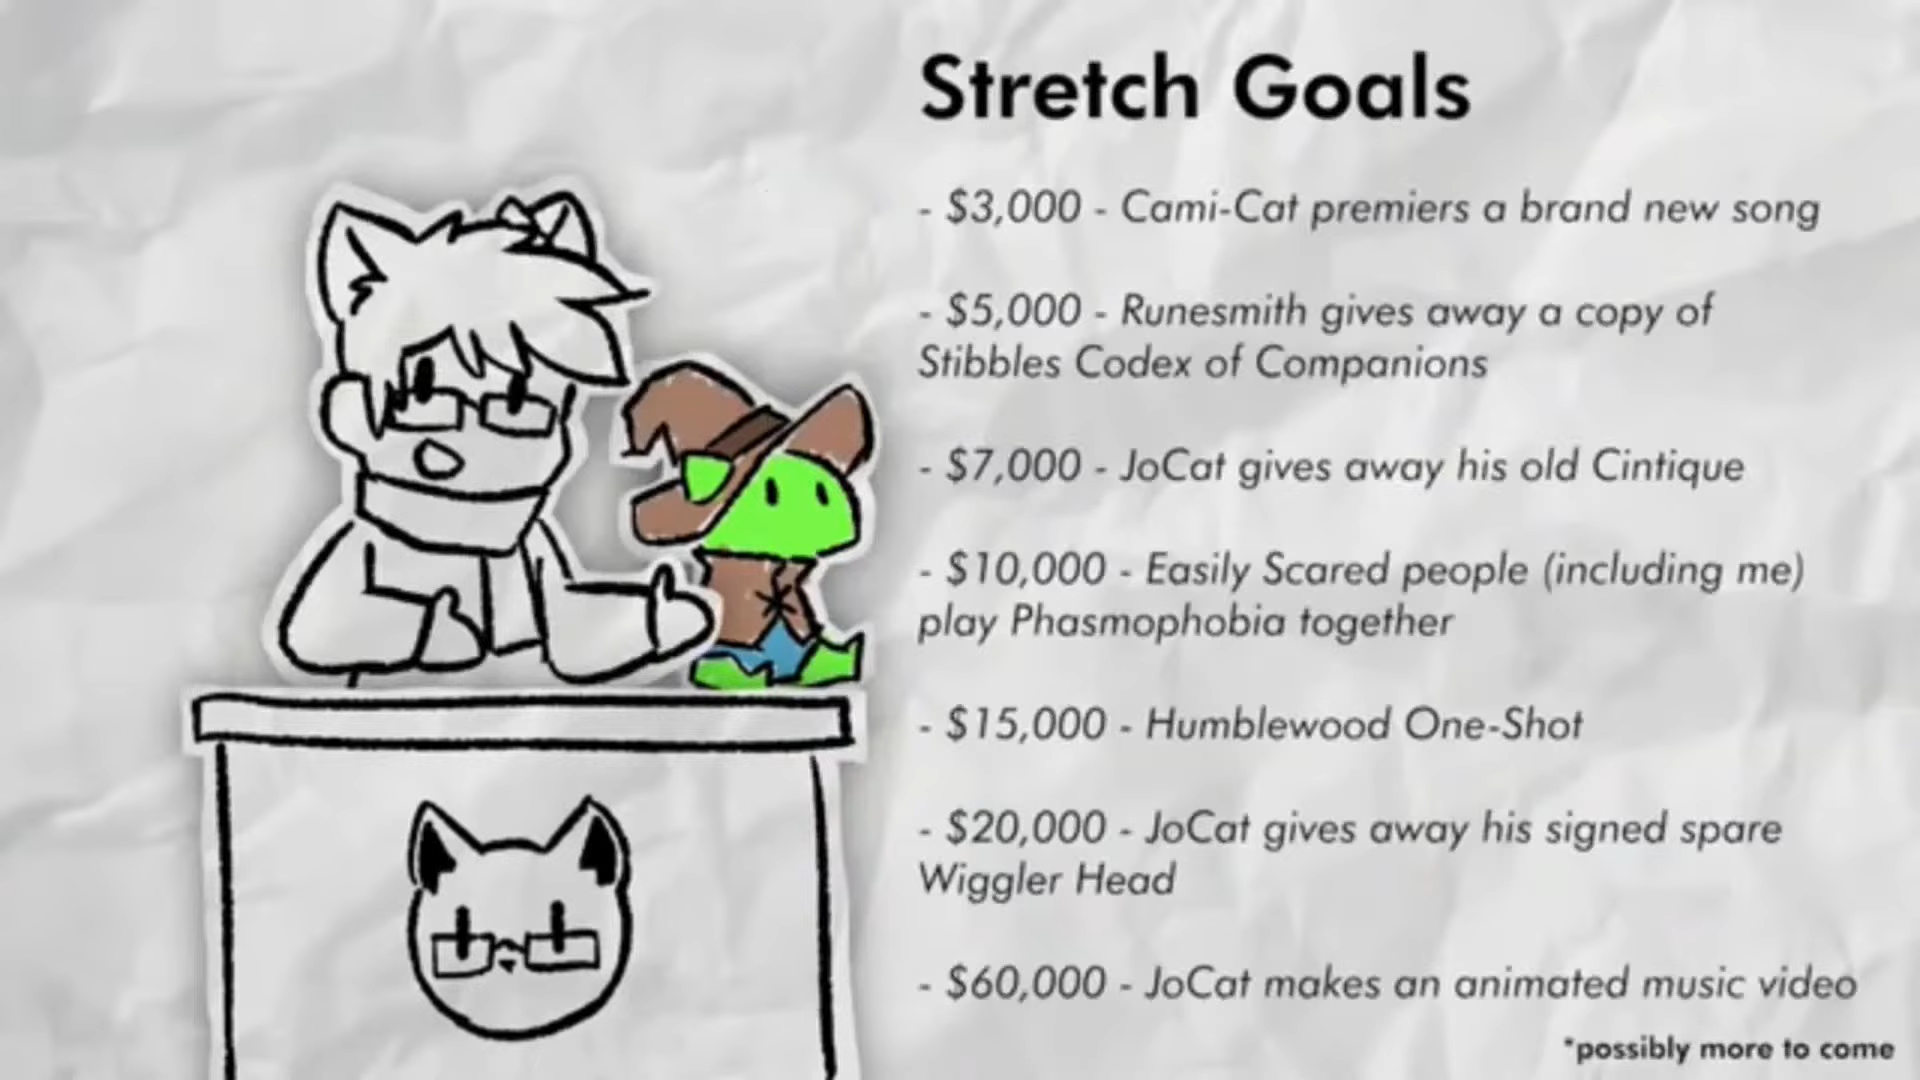 Stretch Goals
- $3,000 - Cami-Cat premiers a brand new song
- $5,000 - Runesmith gives away a copy of
Stibbles Codex of Companions
- $7,000 - JoCat gives away his old Cintique
- $10,000 - Easily Scared people (including me)
play Phasmophobia together
- $15,000 - Humblewood One-Shot
- $20,000 - JoCat gives away his signed spare
Wiggler Head
- $60,000 - JoCat makes an animated music video
*possibly more to come